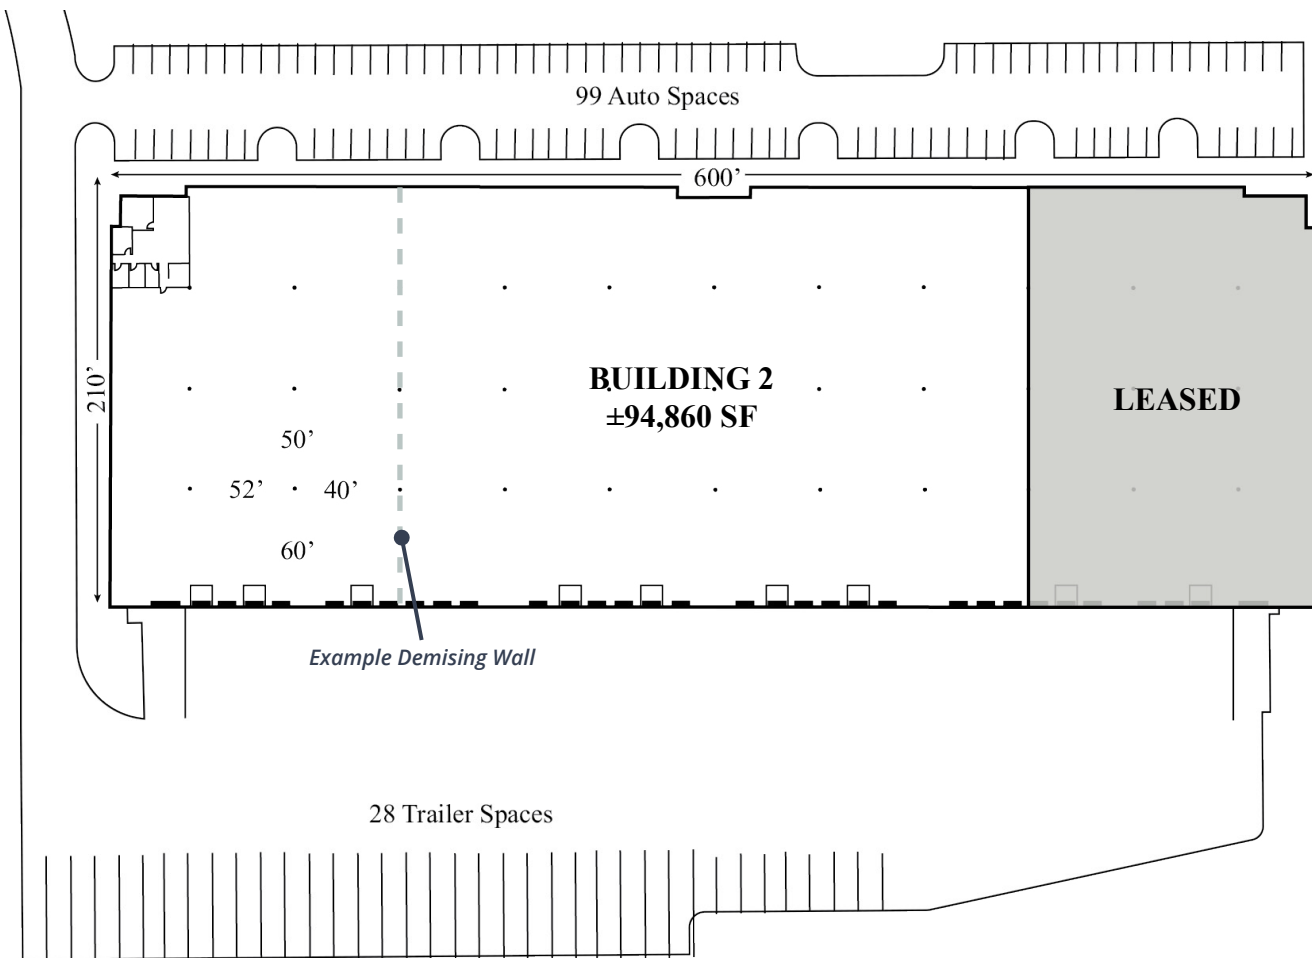 99 Auto Spaces
600’
210’
BUILDING 2
±94,860 SF
LEASED
50’
52’
40’
60’
Example Demising Wall
28 Trailer Spaces